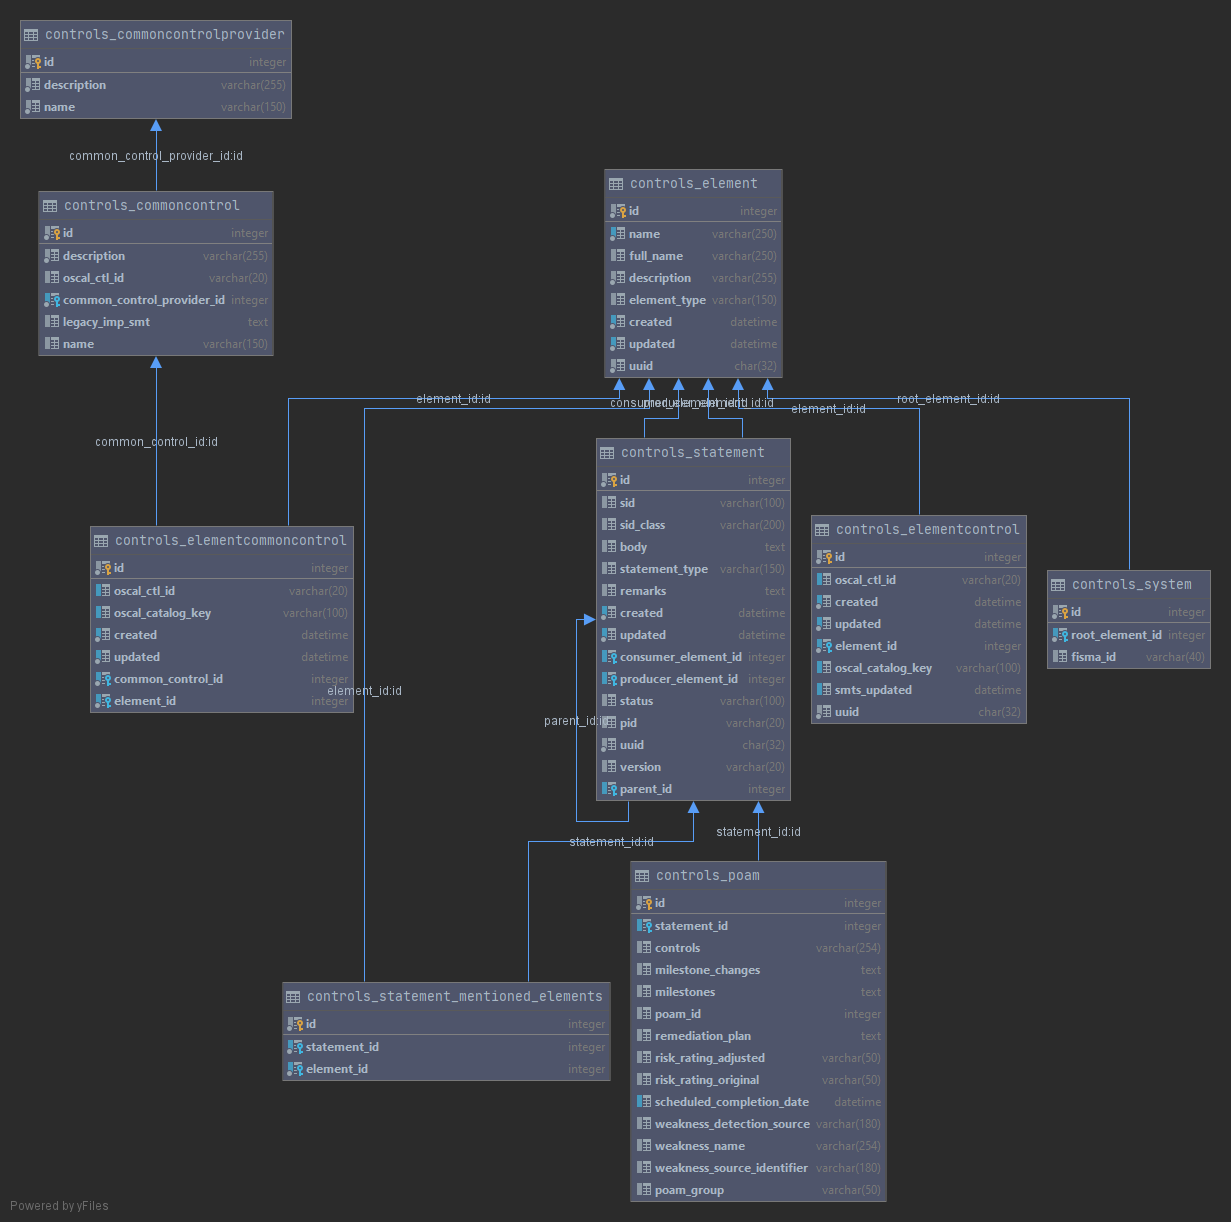 controls_commoncontrolprovider
id integer
description varchar(255)
name varchar(150)
common_control_provider_id:id
controls_commoncontrol
id integer
description varchar(255)
oscal_ctl_id varchar(20)
common_control_provider_id integer
legacy_imp_smt text
name varchar(150)
common_control_id:id
controls_element
id integer
name varchar(250)
full_name varchar(250)
description varchar(255)
element_type varchar(150)
created datetime
updated datetime
uuid char(32)
element_id:id
element_id:id
root_element_id:id
controls_elementcommoncontrol
id integer
oscal_ctl_id varchar(20)
oscal_catalog_key varchar(100)
created datetime
updated datetime
common_control_id integer
element_id integer
element_id:id
controls_statement
id integer
sid varchar(100)
sid_class varchar(200)
body text
statement_type varchar(150)
remarks text
created datetime
updated datetime
consumer_element_id integer
producer_element_id integer
status varchar(100)
pid varchar(20)
uuid char(32)
version varchar(20)
parent_id integer
parent_id:id
controls_elementcontrol
id integer
oscal_ctl_id varchar(20)
created datetime
updated datetime
element_id integer
oscal_catalog_key varchar(100)
smts_updated datetime
uuid char(32)
controls_system
id integer
root_element_id integer
fisma_id varchar(40)
statement_id:id
statement_id:id
controls_statement_mentioned_elements
id integer
statement_id integer
element_id integer
controls_poam
id integer
statement_id integer
controls varchar(254)
milestone_changes text
milestones text
poam_id integer
remediation_plan text
risk_rating_adjusted varchar(50)
risk_rating_original varchar(50)
scheduled_completion_date datetime
weakness_detection_source varchar(180)
weakness_name varchar(254)
weakness_source_identifier varchar(180)
poam_group varchar(50)
Powered by yFiles